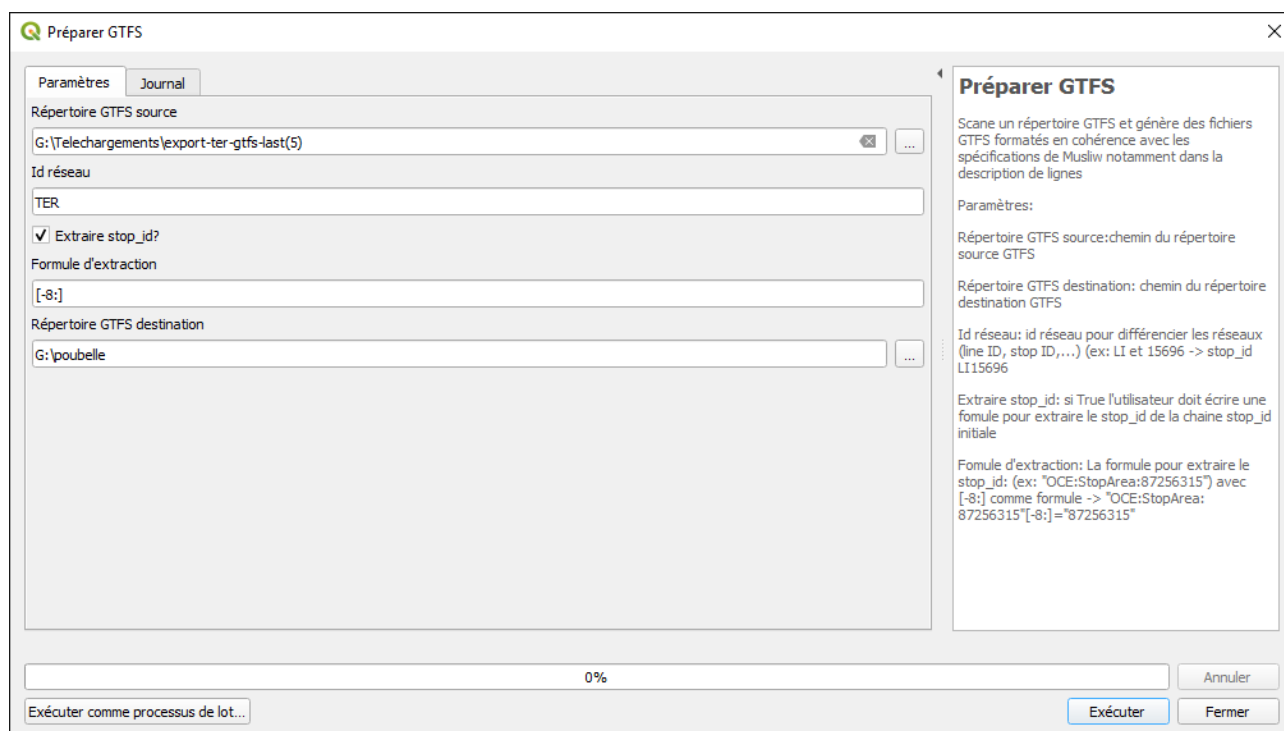 Préparer GTFS
Paramètres
Journal
Répertoire GTFS source
G:\Telechargements\export-ter-gtfs-last(5)
...
Id réseau
TER
Extraire stop_id?
Formule d'extraction
[-8:]
Répertoire GTFS destination
G:\poubelle
...
Préparer GTFS
Scane un répertoire GTFS et génère des fichiers
GTFS formatés en cohérence avec les
spécifications de Musliw notamment dans la
description de lignes
Paramètres:
Répertoire GTFS source:chemin du répertoire
source GTFS
Répertoire GTFS destination: chemin du répertoire
destination GTFS
Id réseau: id réseau pour différencier les réseaux
(line ID, stop ID,...) (ex: LI et 15696 -> stop_id
LI15696
Extraire stop_id: si True l'utilisateur doit écrire une
fomule pour extraire le stop_id de la chaine stop_id
initiale
Fomule d'extraction: La formule pour extraire le
stop_id: (ex: "OCE:StopArea:87256315") avec
[-8:] comme formule -> "OCE:StopArea:
87256315"[-8:]="87256315"
0%
Annuler
Exécuter comme processus de lot...
Exécuter
Fermer